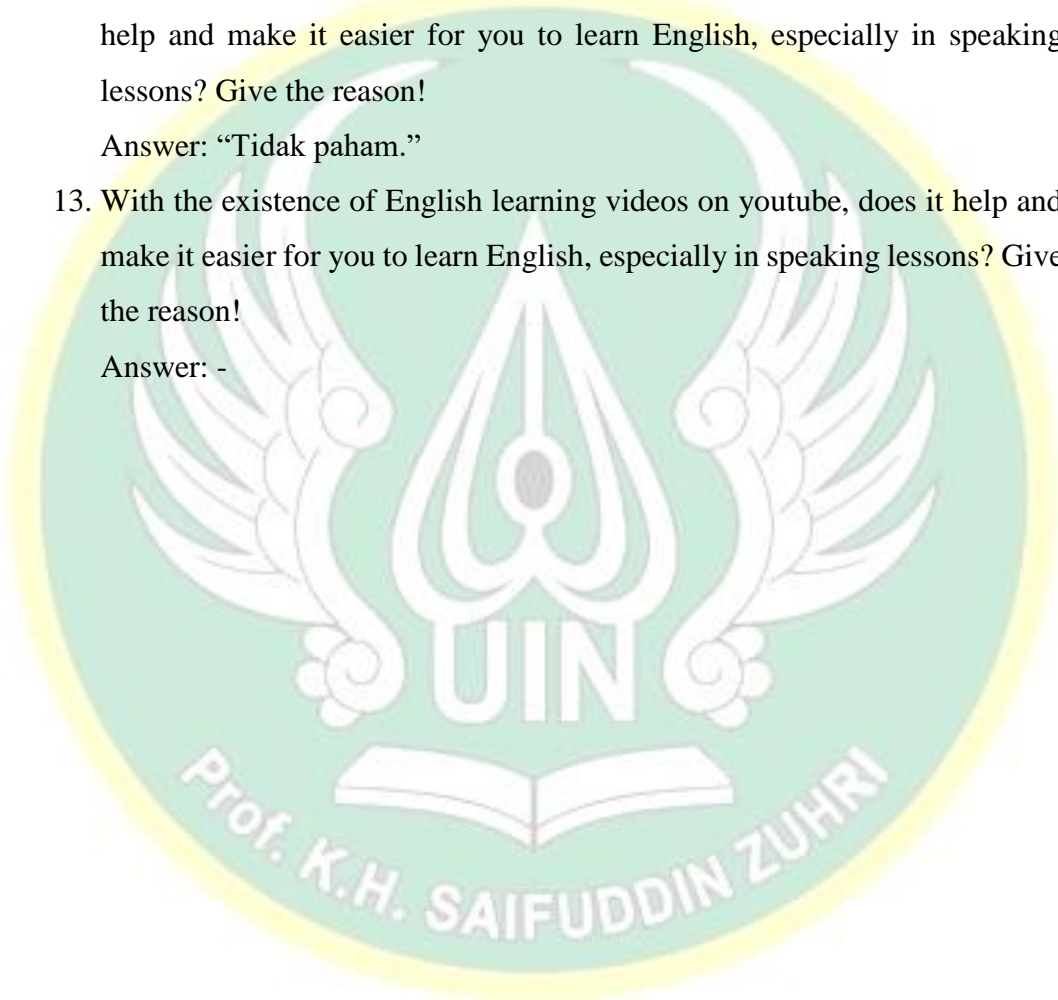 help and make it easier for you to learn English, especially in speaking
lessons? Give the reason!
Answer: “Tidak paham.”
13. With the existence of English learning videos on youtube, does it help and
make it easier for you to learn English, especially in speaking lessons? Give
the reason!
Answer: -
UIN
Prof. K.H. SAIFUDDIN ZUHRI